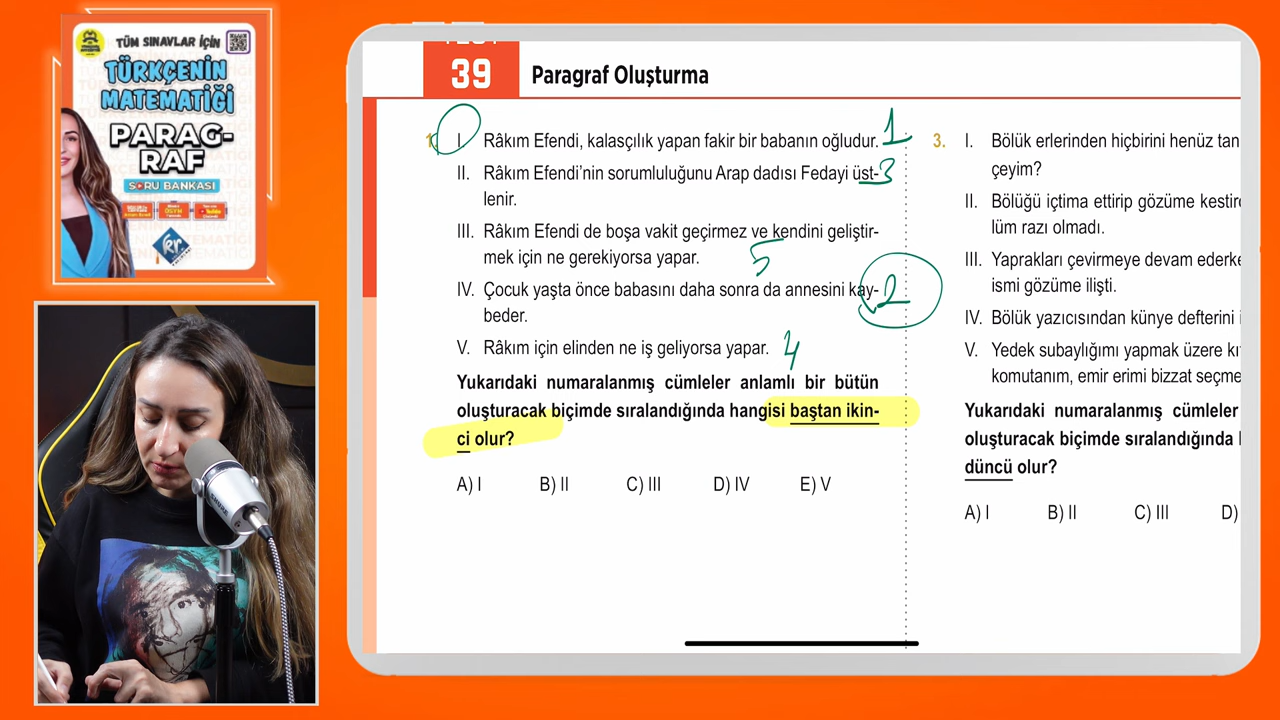 TÜM SINAVLAR İÇİN
TÜRKÇENİN
MATEMATİĞİ
PARAG-
RAF
SORU BANKASI
39 Paragraf Oluşturma
1
I. Râkım Efendi, kalasçılık yapan fakir bir babanın oğludur. 1
II. Râkım Efendi’nin sorumluluğunu Arap dadısı Fedayi üst- 3
lenir.
III. Râkım Efendi de boşa vakit geçirmez ve kendini geliştir-
mek için ne gerekiyorsa yapar. 5
IV. Çocuk yaşta önce babasını daha sonra da annesini kay- 2
beder.
V. Râkım için elinden ne iş geliyorsa yapar. 4
Yukarıdaki numaralanmış cümleler anlamlı bir bütün
oluşturacak biçimde sıralandığında hangisi baştan ikin-
ci olur?
A) I B) II C) III D) IV E) V
3. I. Bölük erlerinden hiçbirini henüz tan
çeyim?
II. Bölüğü içtima ettirip gözüme kestire
lüm razı olmadı.
III. Yaprakları çevirmeye devam ederke
ismi gözüme ilişti.
IV. Bölük yazıcısından künye defterini i
V. Yedek subaylığımı yapmak üzere kı
komutanım, emir erimi bizzat seçme
Yukarıdaki numaralanmış cümleler
oluşturacak biçimde sıralandığında
düncü olur?
A) I B) II C) III D)